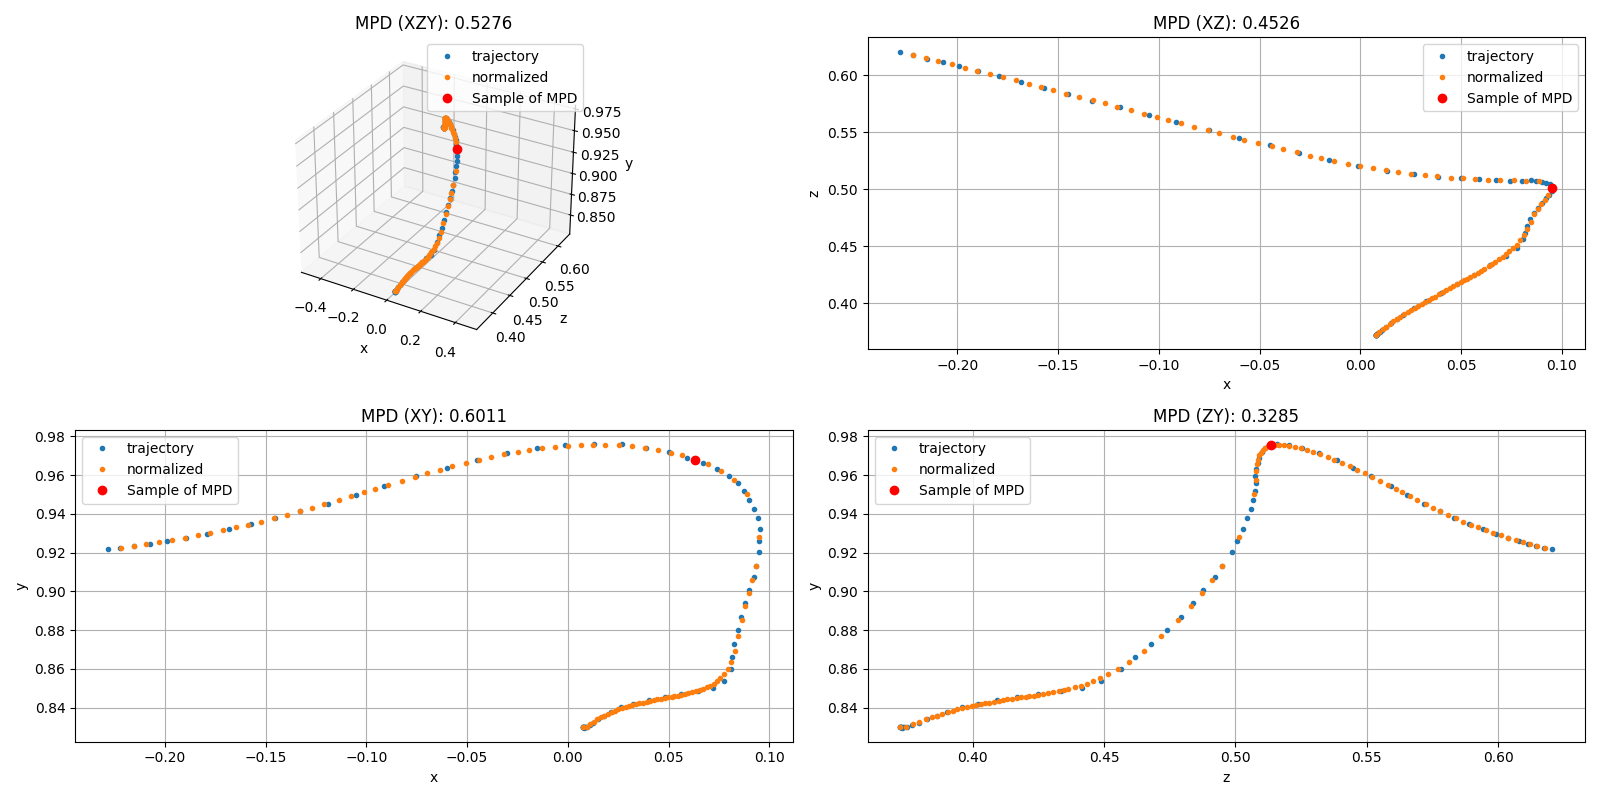 MPD (XZY): 0.5276
trajectory
normalized
Sample of MPD
0.975
0.950
0.925
0.900
0.875
0.850
y
−0.4
−0.2
0.0
0.2
0.4
x
0.40
0.45
0.50
0.55
0.60
z
MPD (XZ): 0.4526
trajectory
normalized
Sample of MPD
0.60
0.55
0.50
0.45
0.40
z
−0.20
−0.15
−0.10
−0.05
0.00
0.05
0.10
x
MPD (XY): 0.6011
trajectory
normalized
Sample of MPD
0.98
0.96
0.94
0.92
0.90
0.88
0.86
0.84
y
−0.20
−0.15
−0.10
−0.05
0.00
0.05
0.10
x
MPD (ZY): 0.3285
trajectory
normalized
Sample of MPD
0.98
0.96
0.94
0.92
0.90
0.88
0.86
0.84
y
0.40
0.45
0.50
0.55
0.60
z